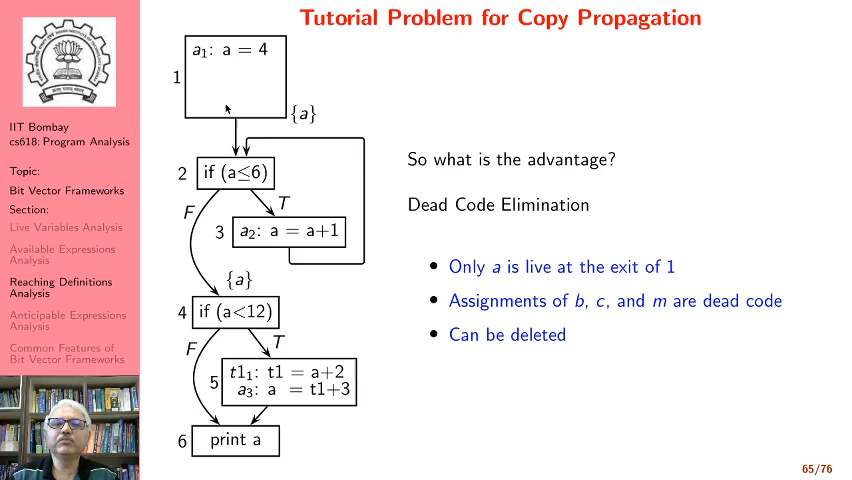 Tutorial Problem for Copy Propagation
IIT Bombay
cs618: Program Analysis
Topic:
Bit Vector Frameworks
Section:
Live Variables Analysis
Available Expressions
Analysis
Reaching Definitions
Analysis
Anticipable Expressions
Analysis
Common Features of
Bit Vector Frameworks
1
a1: a = 4
{a}
2
if (a≤6)
F
T
3
a2: a = a+1
{a}
4
if (a<12)
F
T
5
t11: t1 = a+2
a3: a = t1+3
6
print a
So what is the advantage?
Dead Code Elimination
• Only a is live at the exit of 1
• Assignments of b, c, and m are dead code
• Can be deleted
65/76